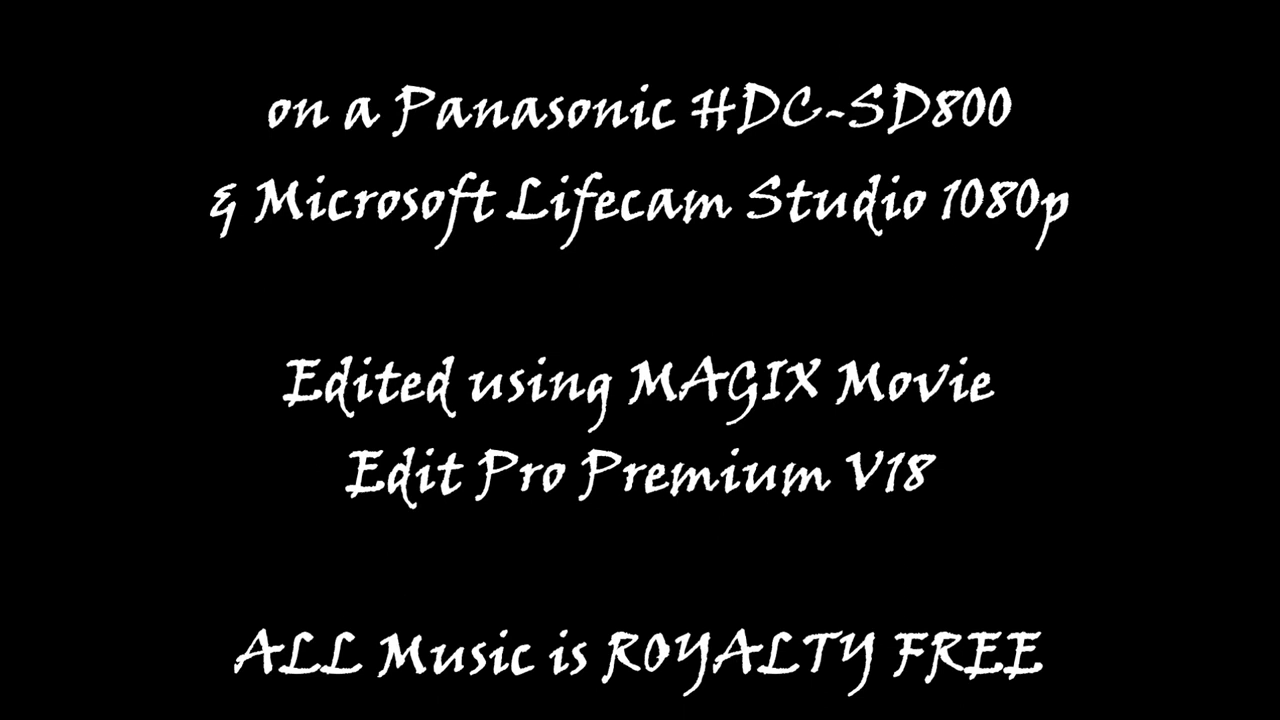 on a Panasonic HDC-SD800
& Microsoft Lifecam Studio 1080p
Edited using MAGIX Movie
Edit Pro Premium V18
ALL Music is ROYALTY FREE